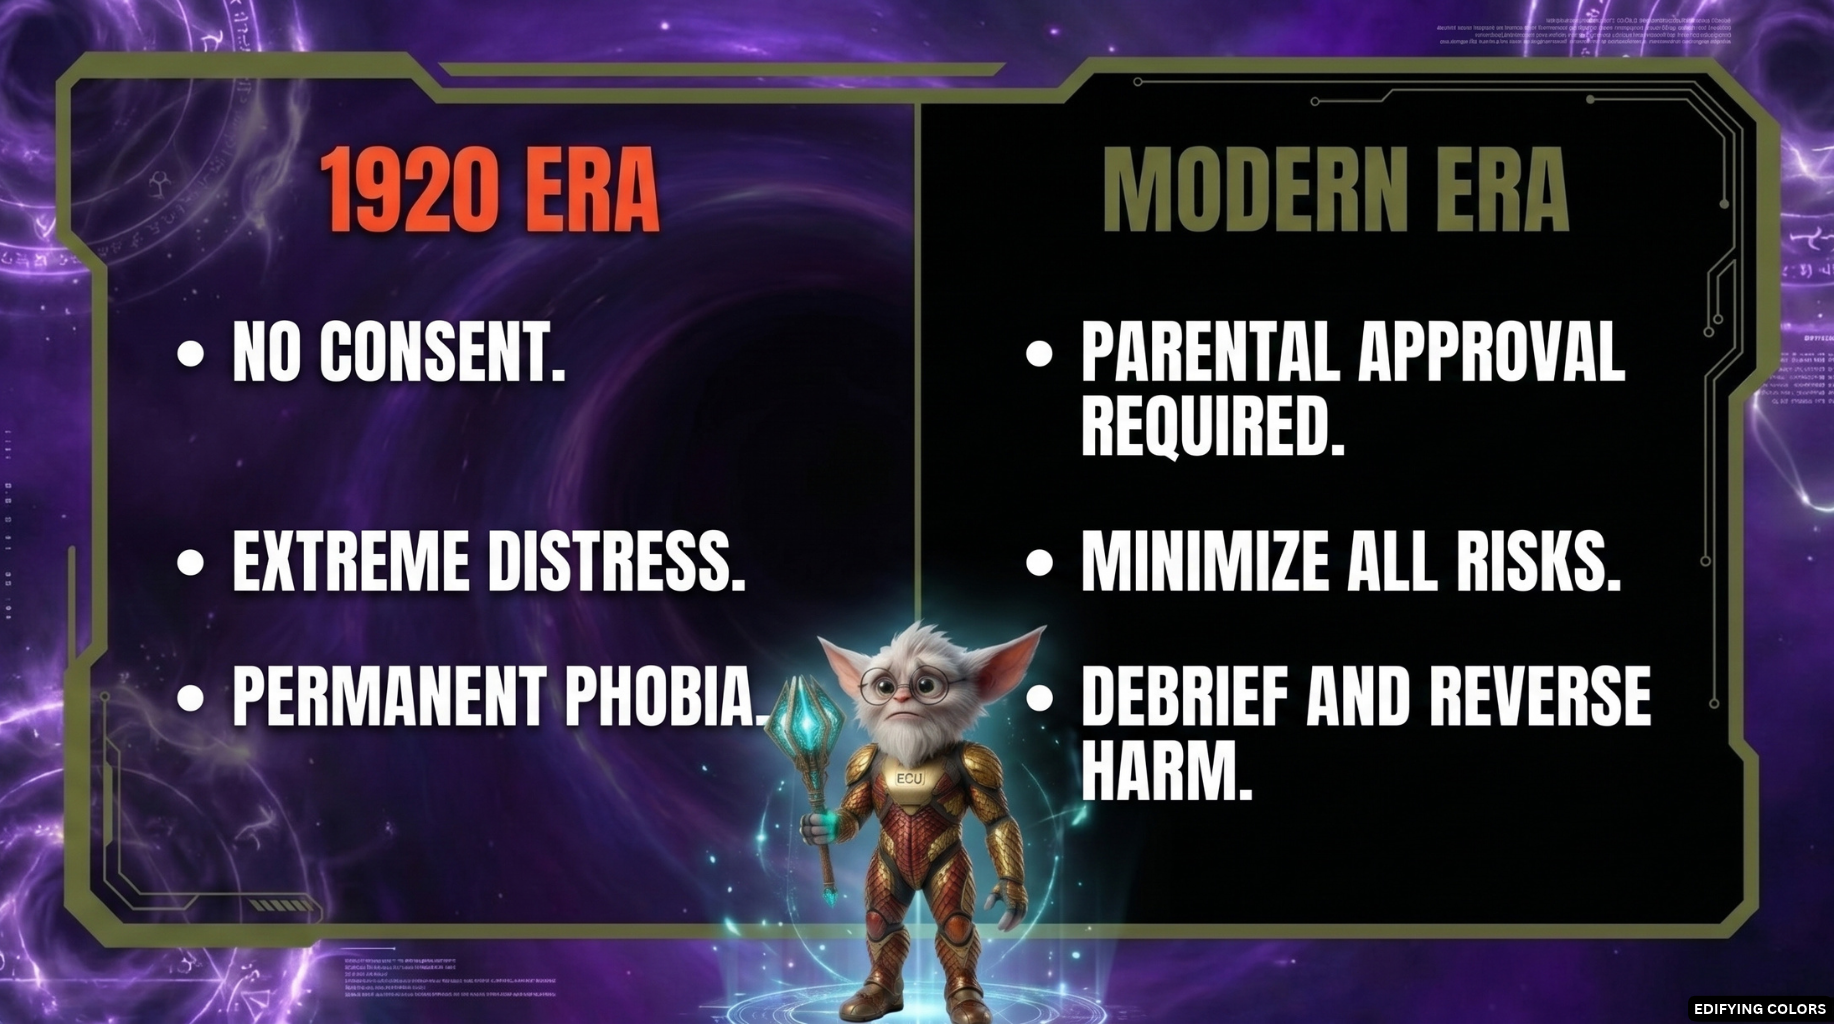 1920 ERA
• NO CONSENT.
• EXTREME DISTRESS.
• PERMANENT PHOBIA.
MODERN ERA
• PARENTAL APPROVAL
REQUIRED.
• MINIMIZE ALL RISKS.
• DEBRIEF AND REVERSE
HARM.
ECU
EDIFYING COLORS